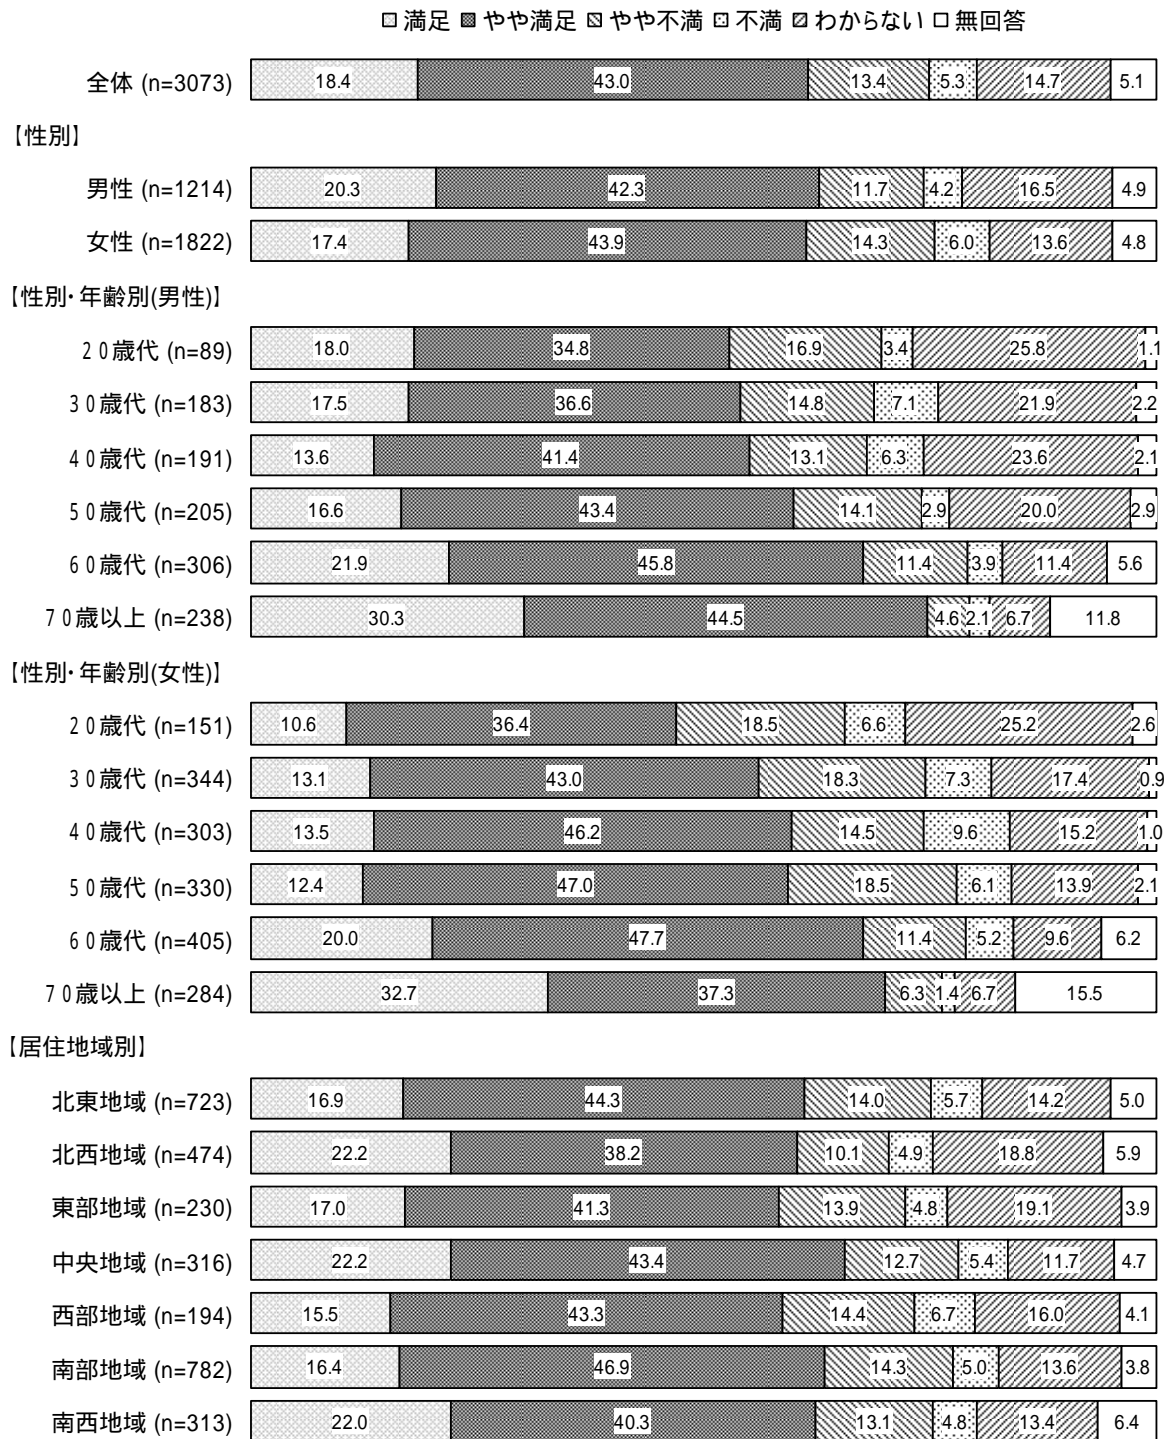 満足 やや満足 やや不満 不満 わからない 無回答
全体 (n=3073) 18.4 43.0 13.4 5.3 14.7 5.1
【性別】
男性 (n=1214) 20.3 42.3 11.7 4.2 16.5 4.9
女性 (n=1822) 17.4 43.9 14.3 6.0 13.6 4.8
【性別・年齢別(男性)】
20歳代 (n=89) 18.0 34.8 16.9 3.4 25.8 1.1
30歳代 (n=183) 17.5 36.6 14.8 7.1 21.9 2.2
40歳代 (n=191) 13.6 41.4 13.1 6.3 23.6 2.1
50歳代 (n=205) 16.6 43.4 14.1 2.9 20.0 2.9
60歳代 (n=306) 21.9 45.8 11.4 3.9 11.4 5.6
70歳以上 (n=238) 30.3 44.5 4.6 2.1 6.7 11.8
【性別・年齢別(女性)】
20歳代 (n=151) 10.6 36.4 18.5 6.6 25.2 2.6
30歳代 (n=344) 13.1 43.0 18.3 7.3 17.4 0.9
40歳代 (n=303) 13.5 46.2 14.5 9.6 15.2 1.0
50歳代 (n=330) 12.4 47.0 18.5 6.1 13.9 2.1
60歳代 (n=405) 20.0 47.7 11.4 5.2 9.6 6.2
70歳以上 (n=284) 32.7 37.3 6.3 1.4 6.7 15.5
【居住地域別】
北東地域 (n=723) 16.9 44.3 14.0 5.7 14.2 5.0
北西地域 (n=474) 22.2 38.2 10.1 4.9 18.8 5.9
東部地域 (n=230) 17.0 41.3 13.9 4.8 19.1 3.9
中央地域 (n=316) 22.2 43.4 12.7 5.4 11.7 4.7
西部地域 (n=194) 15.5 43.3 14.4 6.7 16.0 4.1
南部地域 (n=782) 16.4 46.9 14.3 5.0 13.6 3.8
南西地域 (n=313) 22.0 40.3 13.1 4.8 13.4 6.4